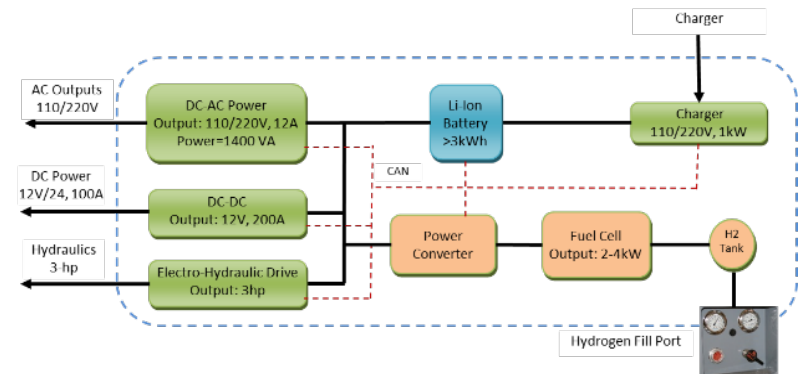 Charger
AC Outputs
110/220V
DC-AC Power
Output: 110/220V, 12A
Power=1400 VA
Li-Ion
Battery
>3kWh
Charger
110/220V, 1kW
CAN
DC Power
12V/24, 100A
DC-DC
Output: 12V, 200A
Power
Converter
Fuel Cell
Output: 2-4kW
H2
Tank
Hydraulics
3-hp
Electro-Hydraulic Drive
Output: 3hp
Hydrogen Fill Port